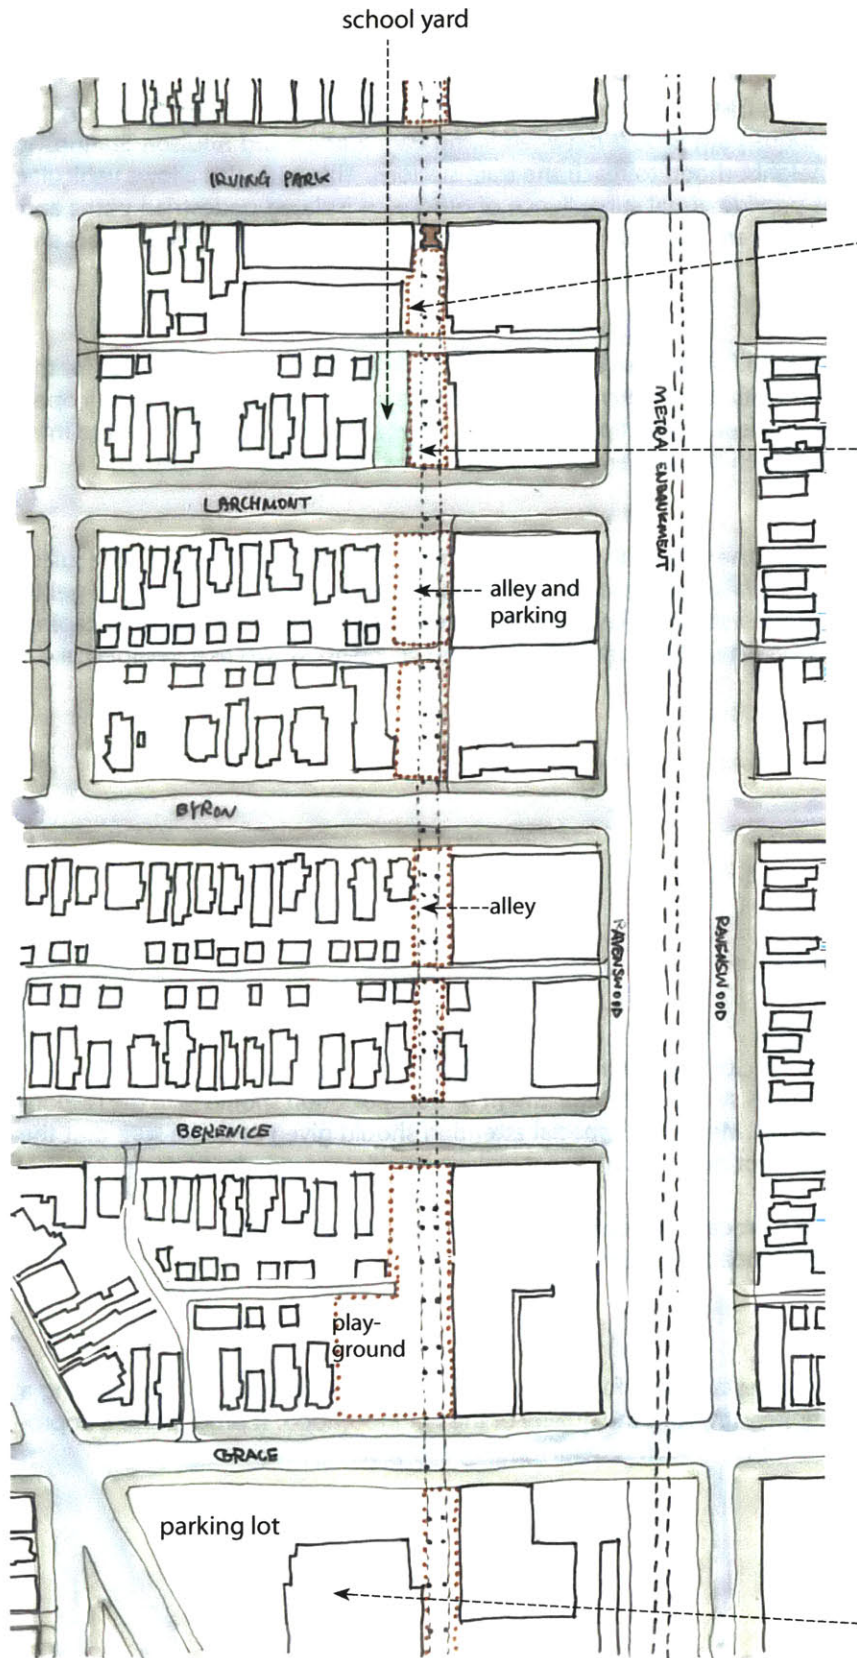 school yard
IRVING PARK
METRA EMBANKMENT
LARCHMONT
alley and
parking
BYRON
alley
RAVENSWOOD
RAVENSWOOD
BERENICE
play-
ground
GRACE
parking lot